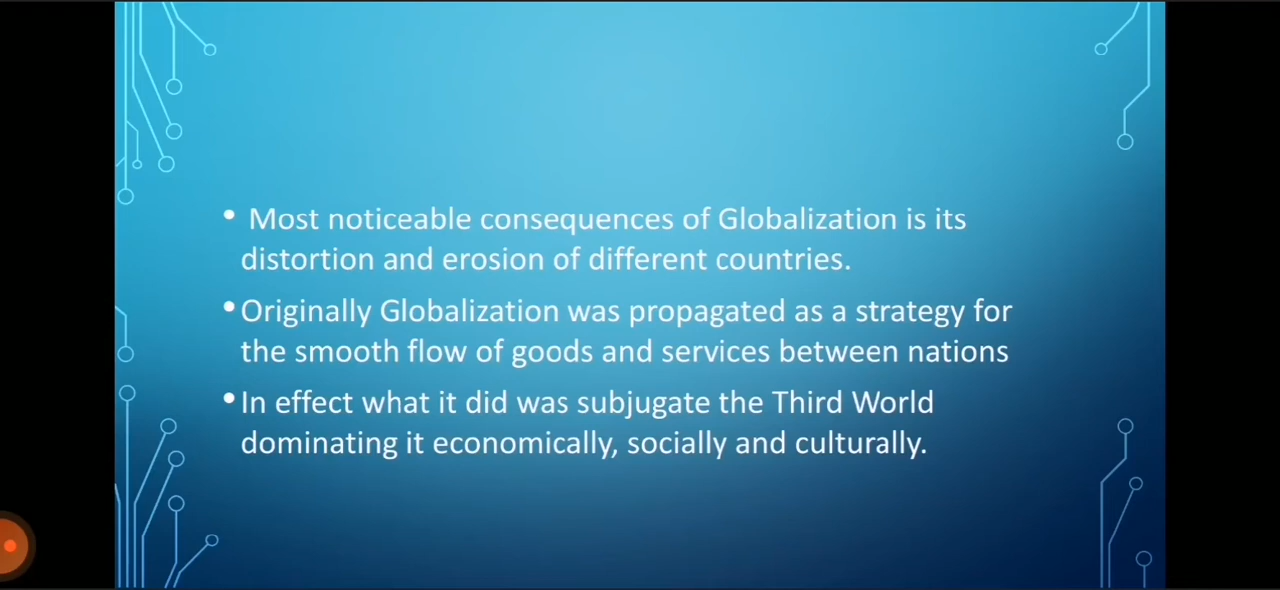 • Most noticeable consequences of Globalization is its
distortion and erosion of different countries.
• Originally Globalization was propagated as a strategy for
the smooth flow of goods and services between nations
• In effect what it did was subjugate the Third World
dominating it economically, socially and culturally.